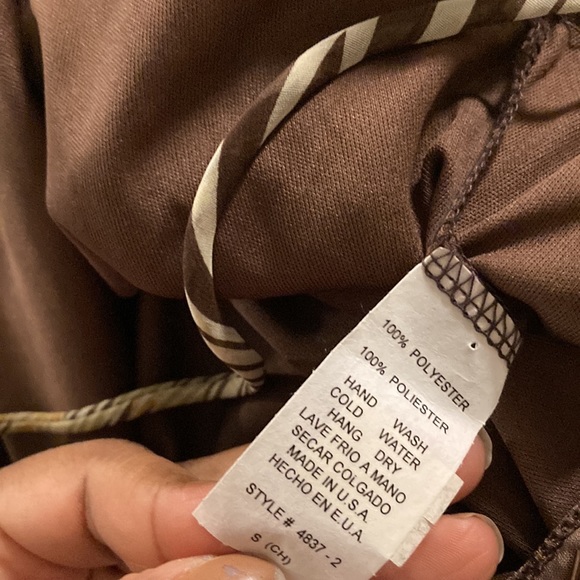 100% POLYESTER
100% POLIESTER
HAND WASH
COLD WATER
HANG DRY
LAVE FRIO A MANO
SECAR COLGADO
MADE IN U.S.A.
HECHO EN E.U.A.
STYLE # 4837 - 2
S (CH)